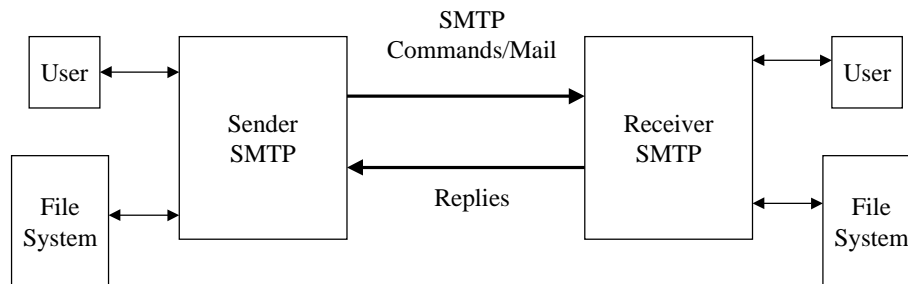 SMTP
Commands/Mail
User
Sender
SMTP
Receiver
SMTP
User
File
System
Replies
File
System